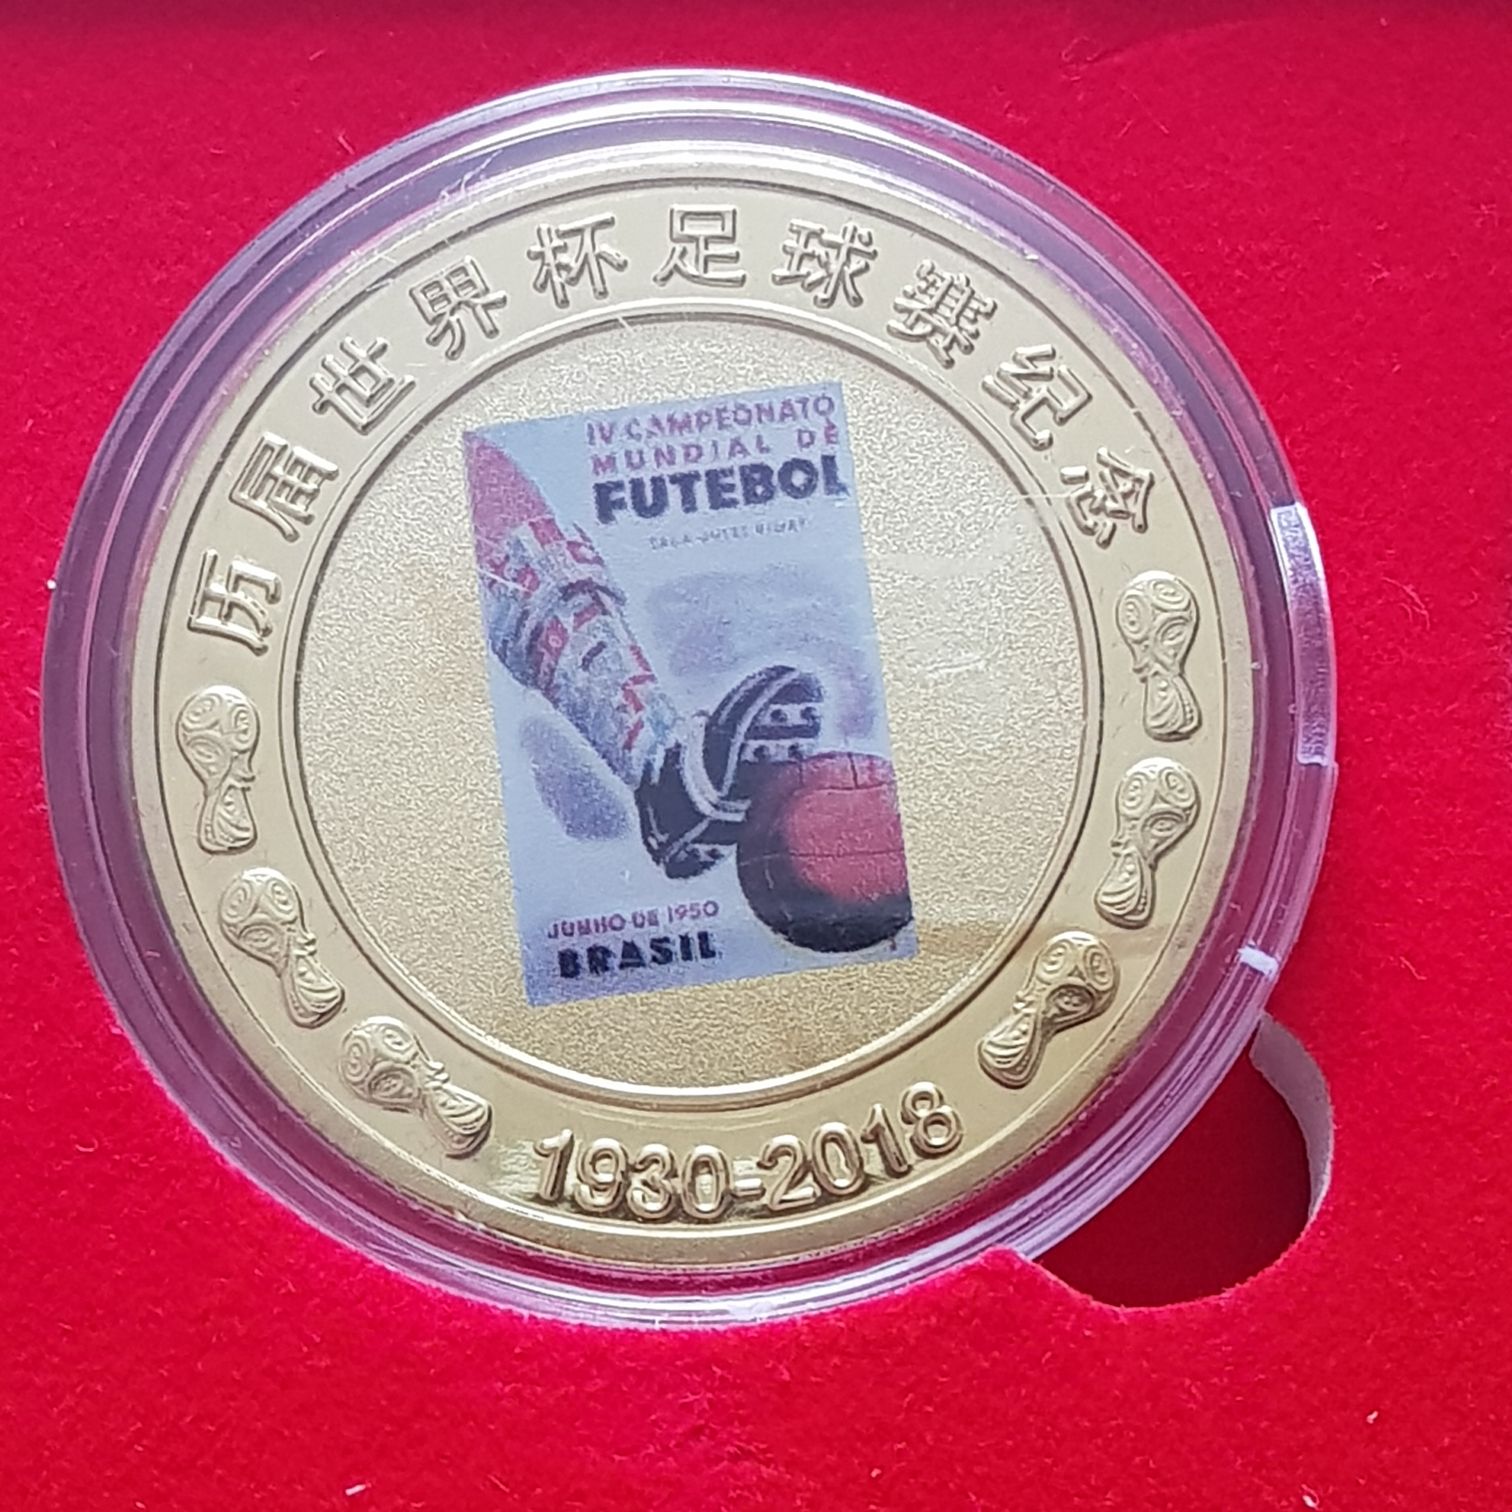 历届世界杯足球赛纪念
IV CAMPEONATO
MUNDIAL DE
FUTEBOL
JUNHO DE 1950
BRASIL
1930-2018